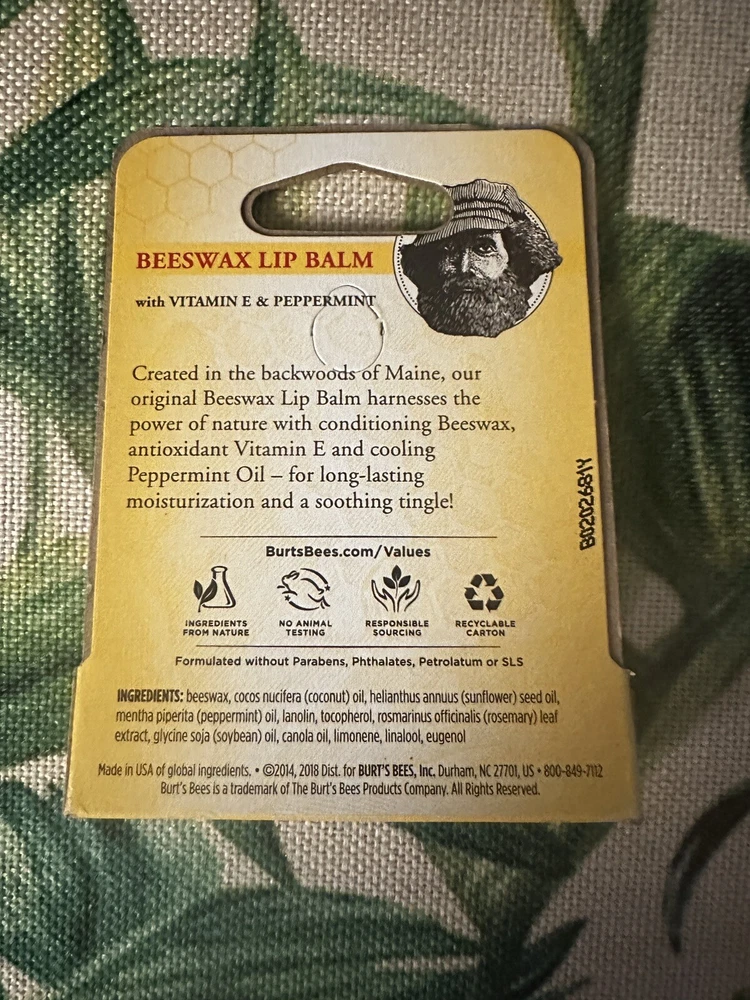 BEESWAX LIP BALM
with VITAMIN E & PEPPERMINT
Created in the backwoods of Maine, our
original Beeswax Lip Balm harnesses the
power of nature with conditioning Beeswax,
antioxidant Vitamin E and cooling
Peppermint Oil – for long-lasting
moisturization and a soothing tingle!
B0202681Y
BurtsBees.com/Values
INGREDIENTS
FROM NATURE
NO ANIMAL
TESTING
RESPONSIBLE
SOURCING
RECYCLABLE
CARTON
Formulated without Parabens, Phthalates, Petrolatum or SLS
INGREDIENTS: beeswax, cocos nucifera (coconut) oil, helianthus annuus (sunflower) seed oil,
mentha piperita (peppermint) oil, lanolin, tocopherol, rosmarinus officinalis (rosemary) leaf
extract, glycine soja (soybean) oil, canola oil, limonene, linalool, eugenol
Made in USA of global ingredients. • ©2014, 2018 Dist. for BURT'S BEES, Inc. Durham, NC 27701, US • 800-849-7112
Burt's Bees is a trademark of The Burt's Bees Products Company. All Rights Reserved.